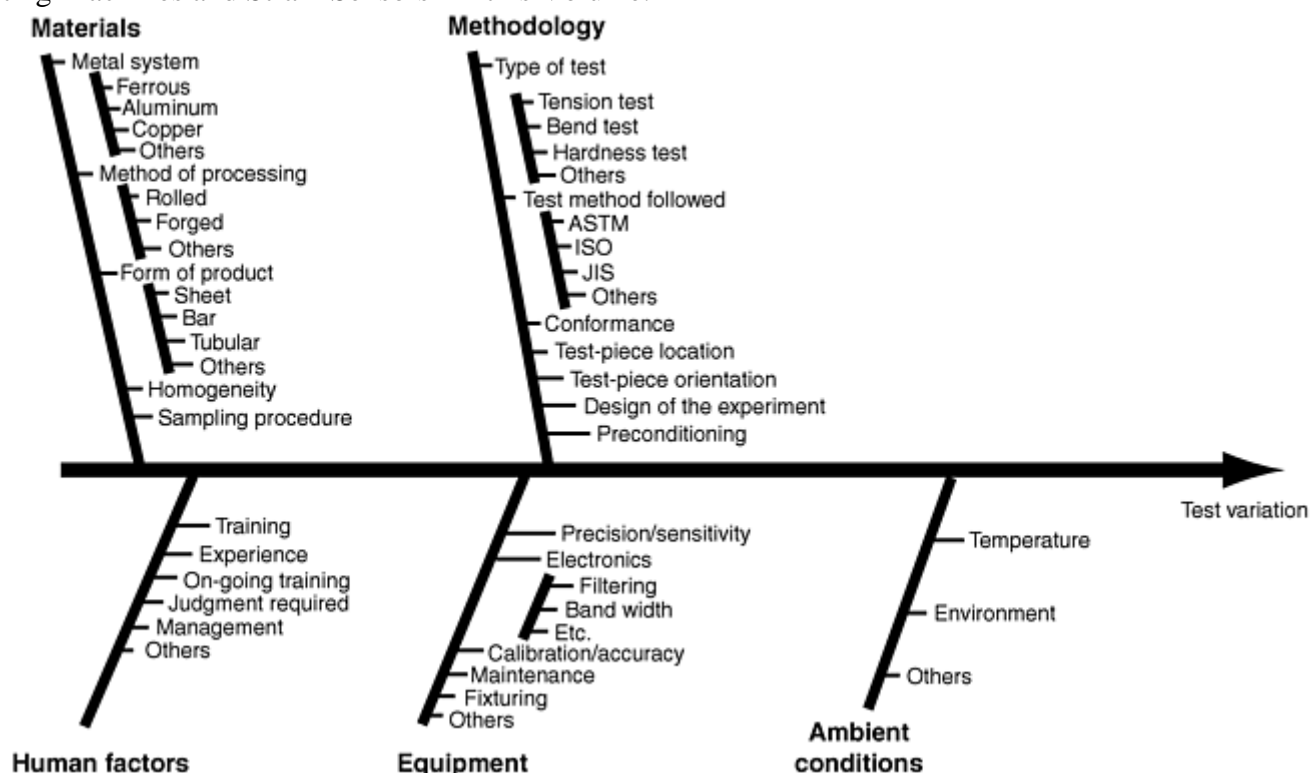 Materials
Metal system
Ferrous
Aluminum
Copper
Others
Method of processing
Rolled
Forged
Others
Form of product
Sheet
Bar
Tubular
Others
Homogeneity
Sampling procedure
Methodology
Type of test
Tension test
Bend test
Hardness test
Others
Test method followed
ASTM
ISO
JIS
Others
Conformance
Test-piece location
Test-piece orientation
Design of the experiment
Preconditioning
Test variation
Training
Experience
On-going training
Judgment required
Management
Others
Human factors
Precision/sensitivity
Electronics
Filtering
Band width
Etc.
Calibration/accuracy
Maintenance
Fixturing
Others
Equipment
Temperature
Environment
Others
Ambient
conditions